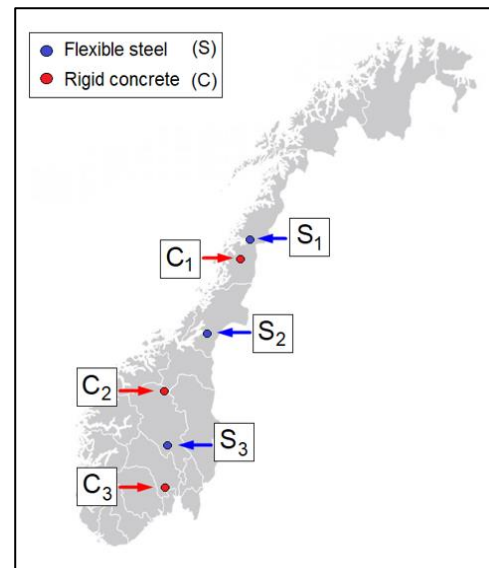 Flexible steel (S)
Rigid concrete (C)
S₁
C₁
S₂
C₂
S₃
C₃